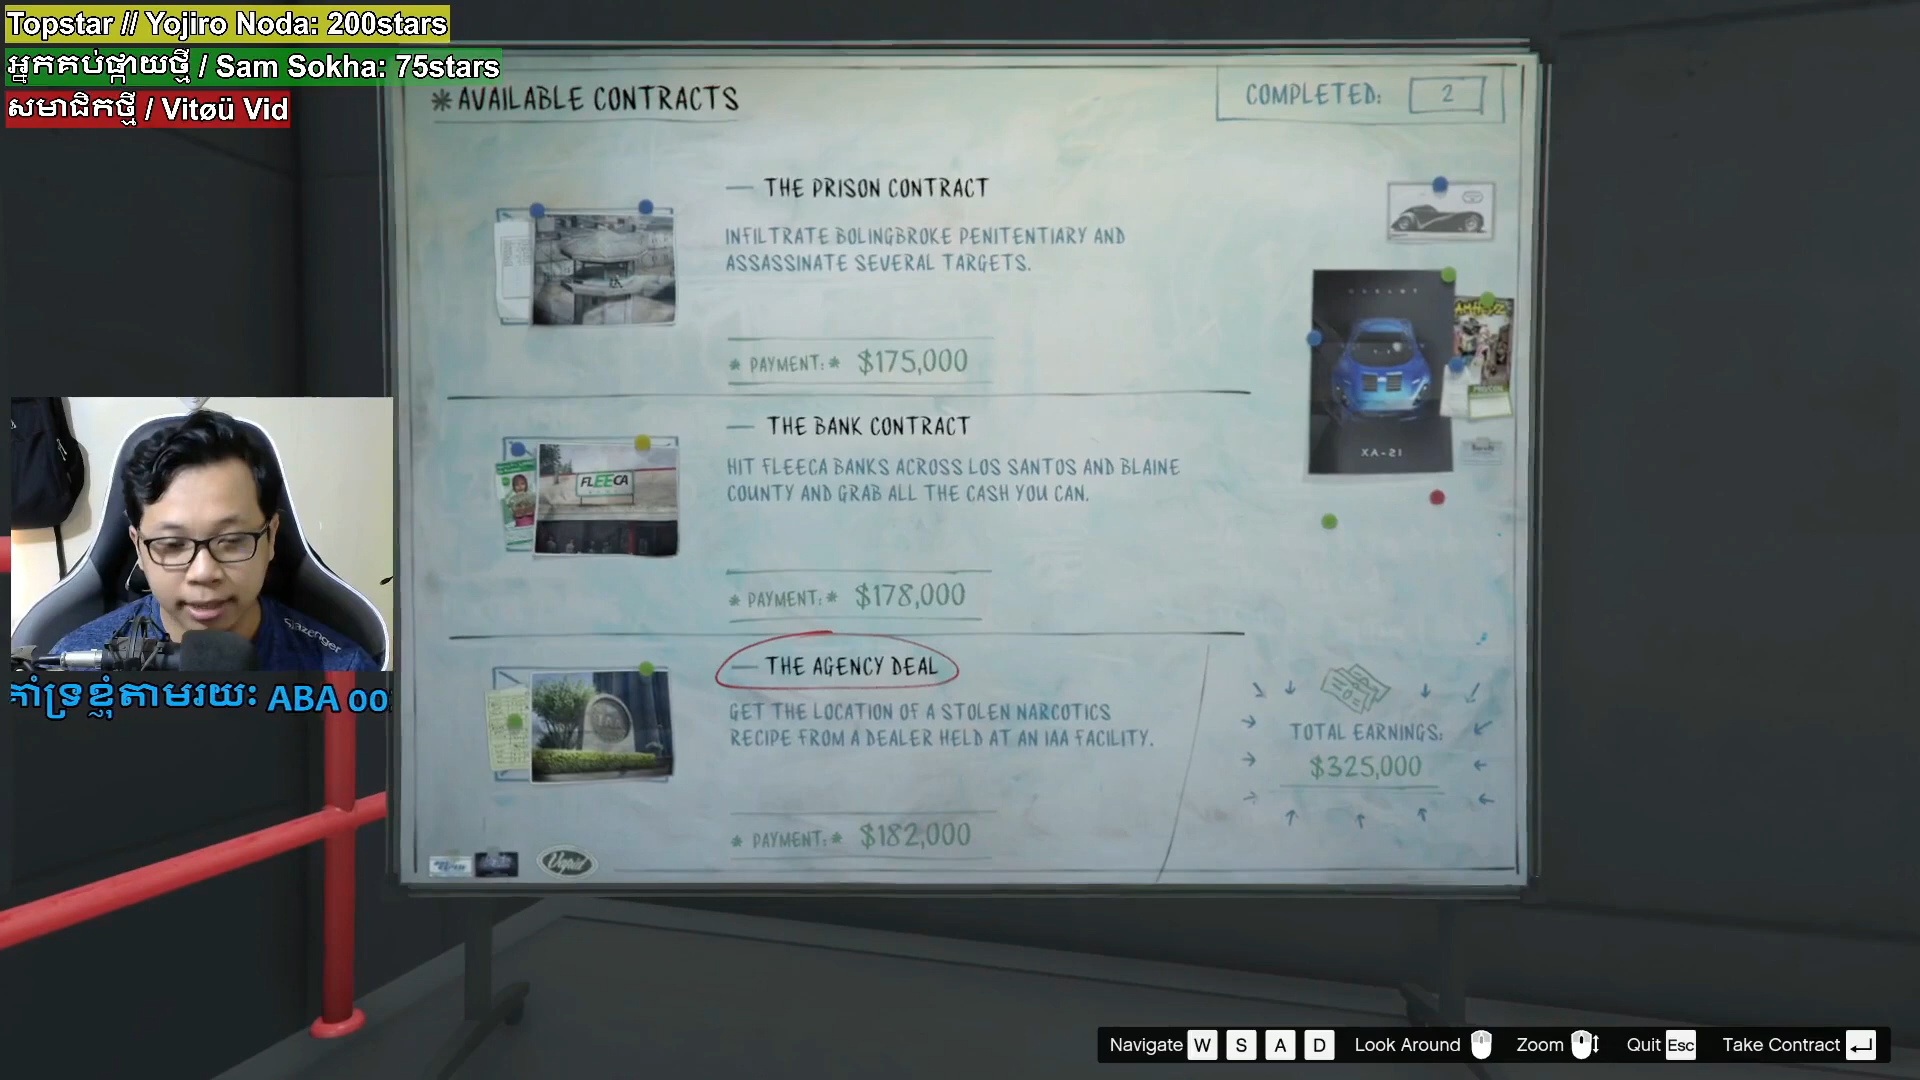 Topstar // Yojiro Noda: 200stars
អ្នកគប់ផ្កាយថ្មី / Sam Sokha: 75stars
សមាជិកថ្មី / Vitøü Vid
*AVAILABLE CONTRACTS
COMPLETED: 2
— THE PRISON CONTRACT
INFILTRATE BOLINGBROKE PENITENTIARY AND
ASSASSINATE SEVERAL TARGETS.
* PAYMENT: * $175,000
— THE BANK CONTRACT
HIT FLEECA BANKS ACROSS LOS SANTOS AND BLAINE
COUNTY AND GRAB ALL THE CASH YOU CAN.
FLEECA
* PAYMENT: * $178,000
— THE AGENCY DEAL
GET THE LOCATION OF A STOLEN NARCOTICS
RECIPE FROM A DEALER HELD AT AN IAA FACILITY.
* PAYMENT: * $182,000
XA-21
TOTAL EARNINGS:
$325,000
Vapid
Slazenger
គាំទ្រខ្ញុំតាមរយៈ ABA 00
Navigate W S A D Look Around Zoom Quit Esc Take Contract